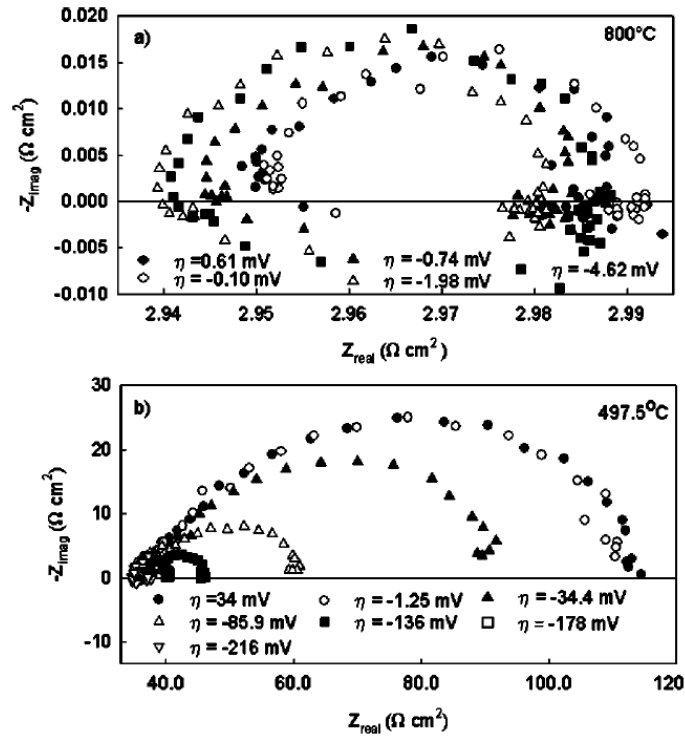 a)
800°C
0.020
0.015
0.010
0.005
0.000
-0.005
-0.010
-Zimag (Ω cm²)
η =0.61 mV
η = -0.74 mV
η = -4.62 mV
η = -0.10 mV
η = -1.98 mV
2.94
2.95
2.96
2.97
2.98
2.99
Zreal (Ω cm²)
b)
497.5°C
30
20
10
0
-10
-Zimag (Ω cm²)
η =34 mV
η = -1.25 mV
η = -34.4 mV
η = -85.9 mV
η = -136 mV
η = -178 mV
η = -216 mV
40.0
60.0
80.0
100.0
120
Zreal (Ω cm²)